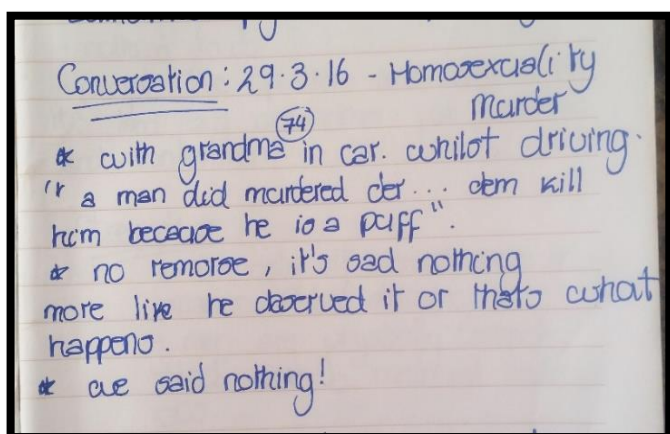 Conversation : 29.3.16 - Homosexuality
murder
* with grandma (74) in car. whilst driving.
"r a man did murdered der... dem kill
him because he is a puff".
* no remorse, it's sad nothing
more like he deserved it or thats what
happens.
* we said nothing!